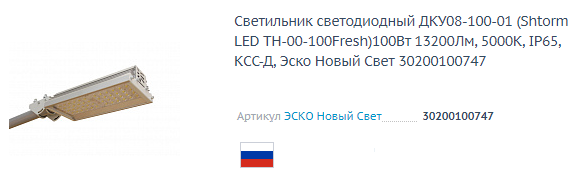 Светильник светодиодный ДКУ08-100-01 (Shtorm
LED TH-00-100Fresh)100Вт 13200Лм, 5000К, IP65,
КСС-Д, Эско Новый Свет 30200100747
Артикул ЭСКО Новый Свет 30200100747